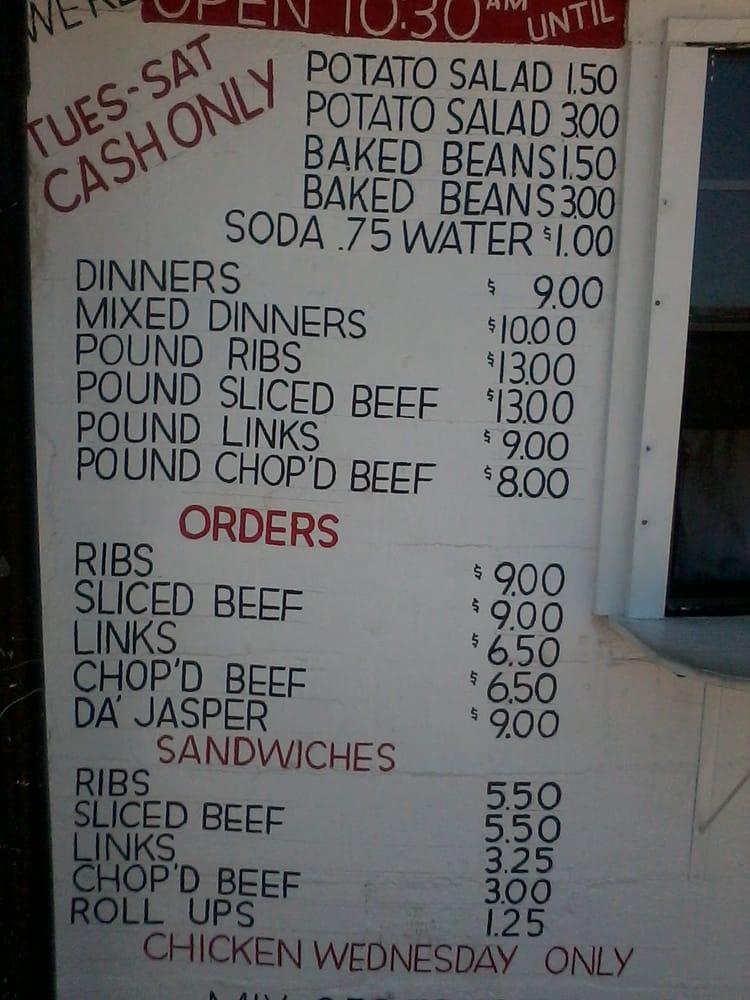 WE'RE OPEN 10:30 AM UNTIL
TUES-SAT
CASH ONLY
POTATO SALAD 1.50
POTATO SALAD 3.00
BAKED BEANS 1.50
BAKED BEANS 3.00
SODA .75 WATER $1.00
DINNERS $ 9.00
MIXED DINNERS $10.00
POUND RIBS $13.00
POUND SLICED BEEF $13.00
POUND LINKS $ 9.00
POUND CHOP'D BEEF $8.00
ORDERS
RIBS $ 9.00
SLICED BEEF $ 9.00
LINKS $ 6.50
CHOP'D BEEF $ 6.50
DA' JASPER $ 9.00
SANDWICHES
RIBS 5.50
SLICED BEEF 5.50
LINKS 3.25
CHOP'D BEEF 3.00
ROLL UPS 1.25
CHICKEN WEDNESDAY ONLY